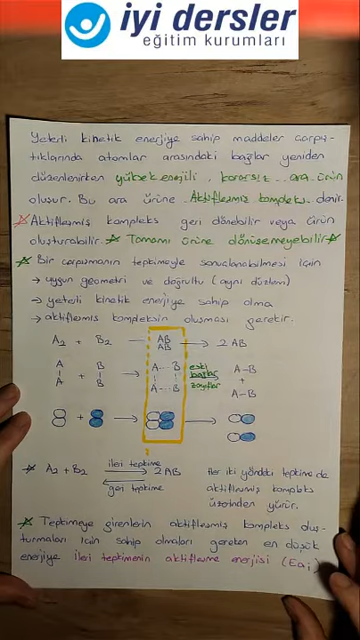 iyi dersler
eğitim kurumları
Yeterli kinetik enerjiye sahip maddeler çarpış-
tıklarında atomlar arasındaki bağlar yeniden
düzenlenirken yüksek enerjili, kararsız ara ürün
oluşur. Bu ara ürüne Aktifleşmiş kompleks denir.
Aktifleşmiş kompleks geri dönebilir veya ürün
oluşturabilir. Tamamı ürüne dönüşemeyebilir.
Bir çarpışmanın tepkimeyle sonuçlanabilmesi için
→ uygun geometri ve doğrultu (aynı düzlem)
→ yeterli kinetik enerjiye sahip olma
→ aktifleşmiş kompleksin oluşması gerekir.
A2 + B2 → AB AB → 2AB
A + B → A---B eski A-B
A B A---B bağlar +
zayıflar A-B
+ → →
A2 + B2 ileri tepkime 2AB Her iki yöndeki tepkime de
geri tepkime aktifleşmiş kompleks
üzerinden yürür.
Tepkimeye girenlerin aktifleşmiş kompleks oluş-
turmaları için sahip olmaları gereken en düşük
enerjiye ileri tepkimenin aktifleşme enerjisi (Eai)